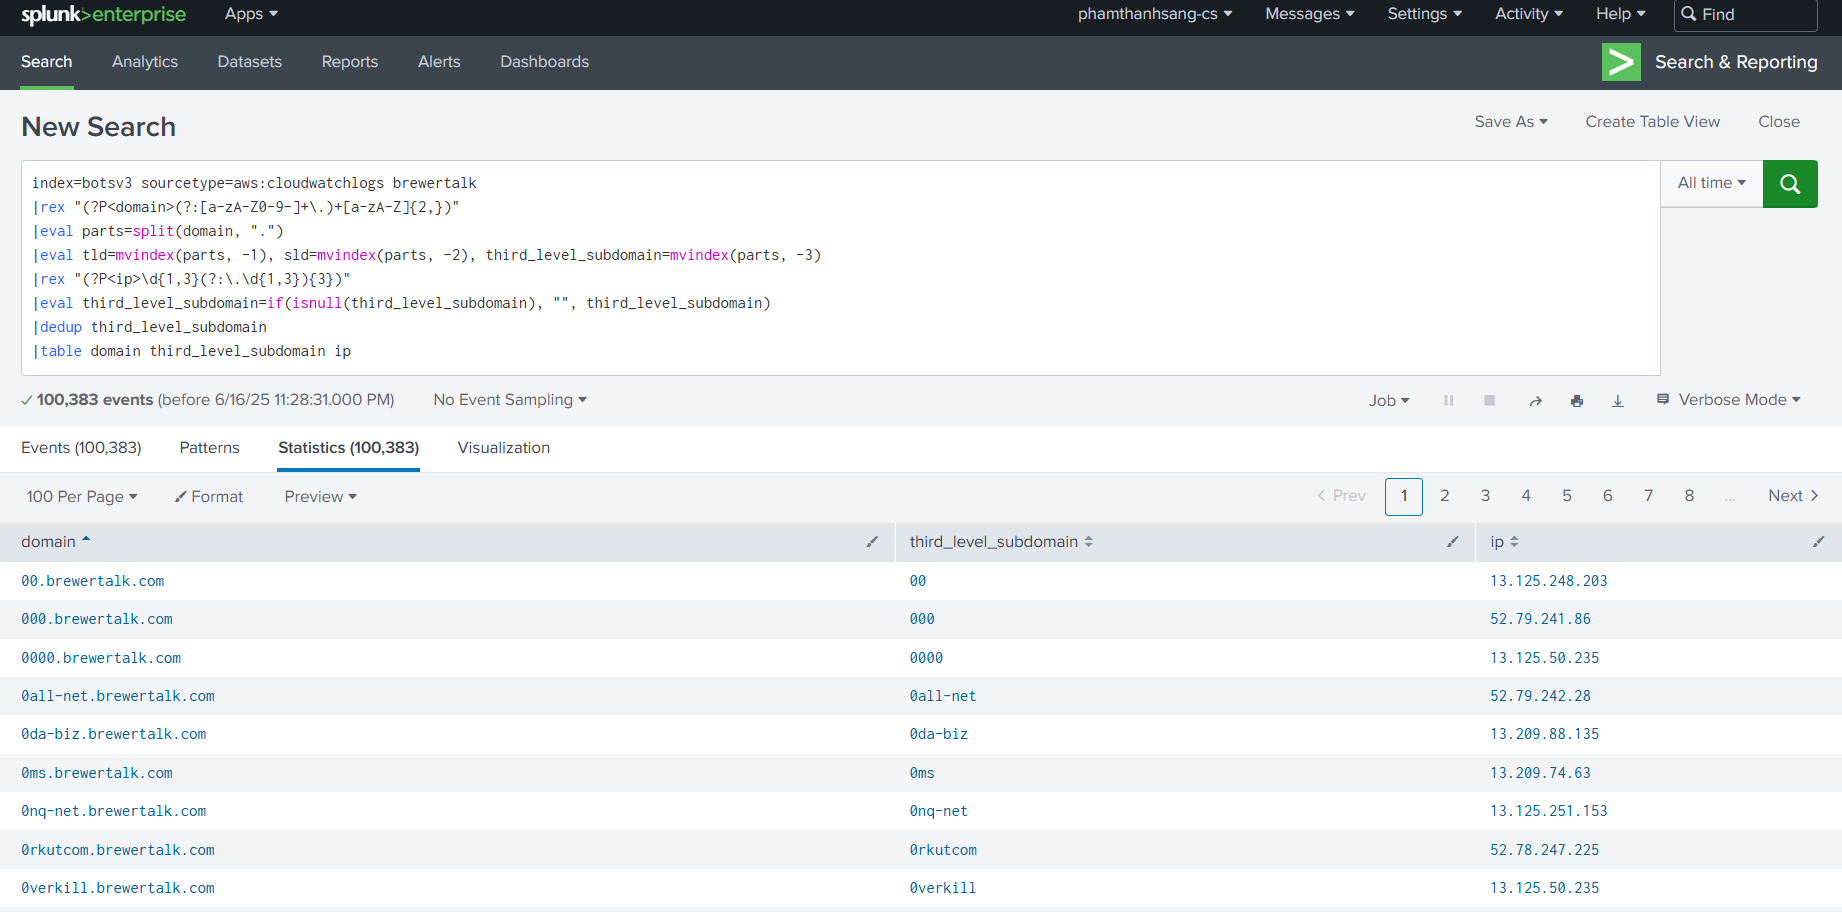 splunk>enterprise Apps phamthanhsang-cs Messages Settings Activity Help Find
Search Analytics Datasets Reports Alerts Dashboards Search & Reporting
New Search Save As Create Table View Close
index=botsv3 sourcetype=aws:cloudwatchlogs brewertalk All time
|rex "(?P<domain>(?:[a-zA-Z0-9-]+\.)+[a-zA-Z]{2,})"
|eval parts=split(domain, ".")
|eval tld=mvindex(parts, -1), sld=mvindex(parts, -2), third_level_subdomain=mvindex(parts, -3)
|rex "(?P<ip>\d{1,3}(?:\.\d{1,3}){3})"
|eval third_level_subdomain=if(isnull(third_level_subdomain), "", third_level_subdomain)
|dedup third_level_subdomain
|table domain third_level_subdomain ip
100,383 events (before 6/16/25 11:28:31.000 PM) No Event Sampling Job Verbose Mode
Events (100,383) Patterns Statistics (100,383) Visualization
100 Per Page Format Preview < Prev 1 2 3 4 5 6 7 8 ... Next >
domain third_level_subdomain ip
00.brewertalk.com 00 13.125.248.203
000.brewertalk.com 000 52.79.241.86
0000.brewertalk.com 0000 13.125.50.235
0all-net.brewertalk.com 0all-net 52.79.242.28
0da-biz.brewertalk.com 0da-biz 13.209.88.135
0ms.brewertalk.com 0ms 13.209.74.63
0nq-net.brewertalk.com 0nq-net 13.125.251.153
0rkutcom.brewertalk.com 0rkutcom 52.78.247.225
0verkill.brewertalk.com 0verkill 13.125.50.235